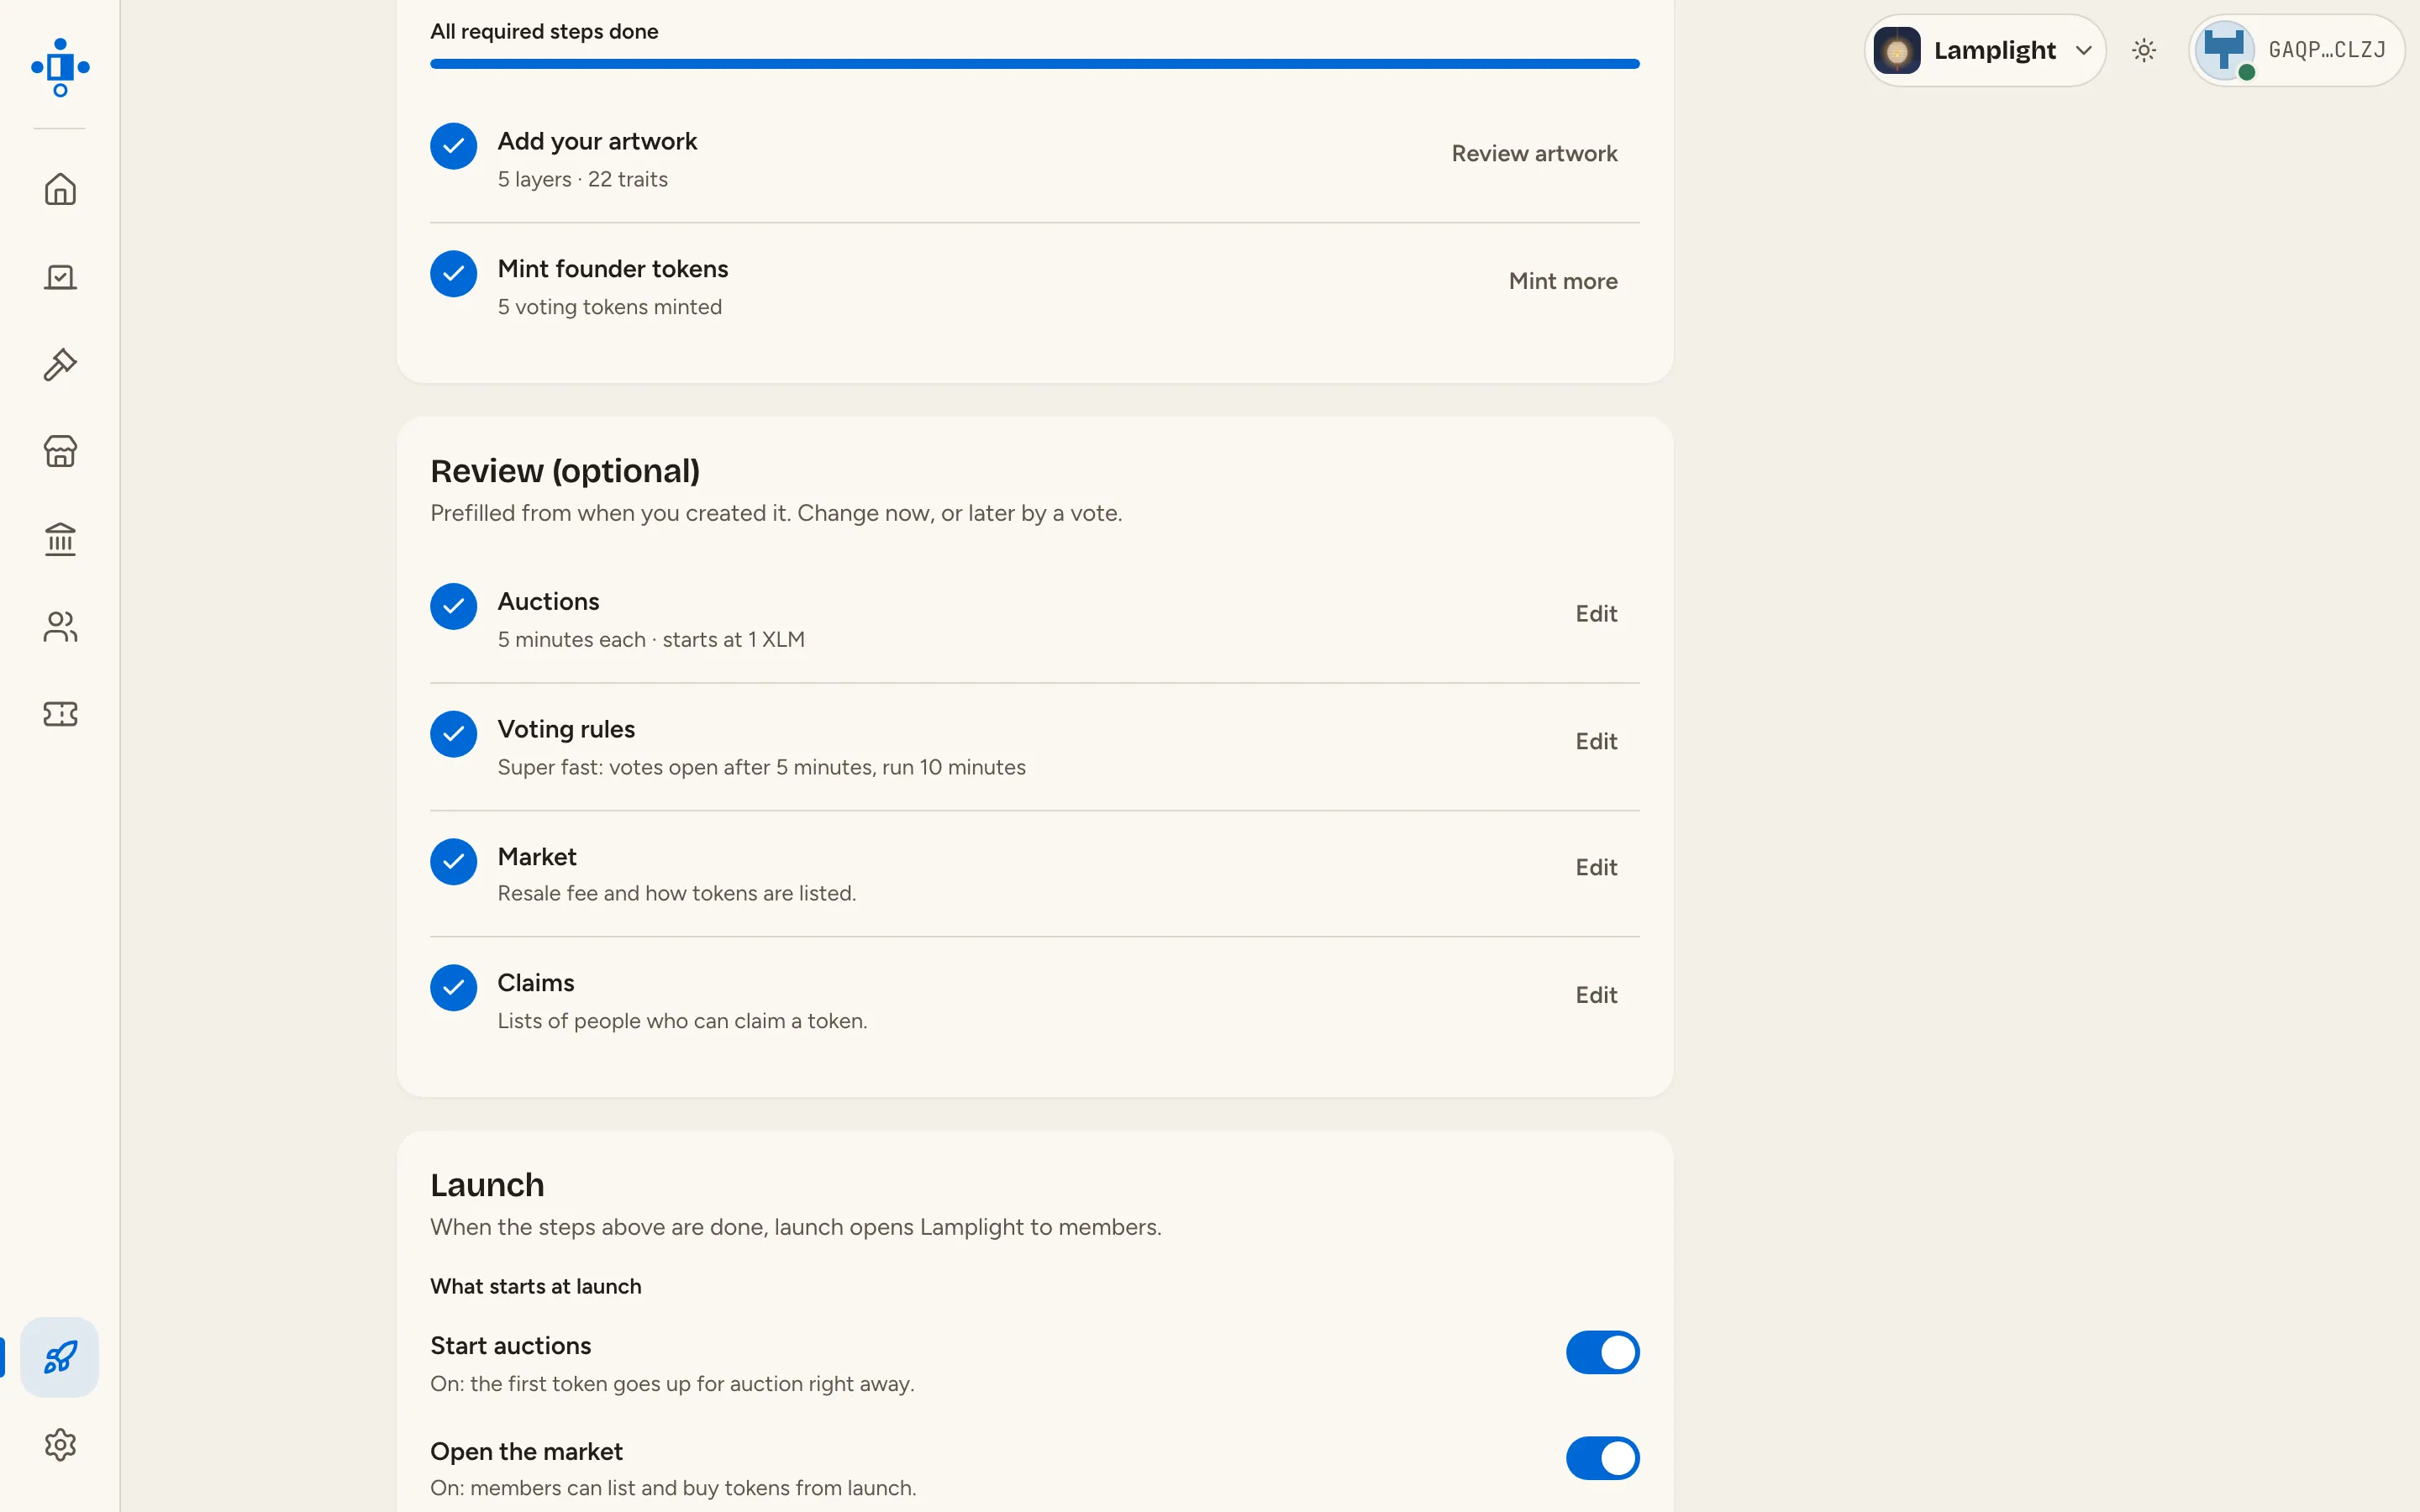 All required steps done
Lamplight
GAQP…CLZJ
Add your artwork
Review artwork
5 layers · 22 traits
Mint founder tokens
Mint more
5 voting tokens minted
Review (optional)
Prefilled from when you created it. Change now, or later by a vote.
Auctions
Edit
5 minutes each · starts at 1 XLM
Voting rules
Edit
Super fast: votes open after 5 minutes, run 10 minutes
Market
Edit
Resale fee and how tokens are listed.
Claims
Edit
Lists of people who can claim a token.
Launch
When the steps above are done, launch opens Lamplight to members.
What starts at launch
Start auctions
On: the first token goes up for auction right away.
Open the market
On: members can list and buy tokens from launch.